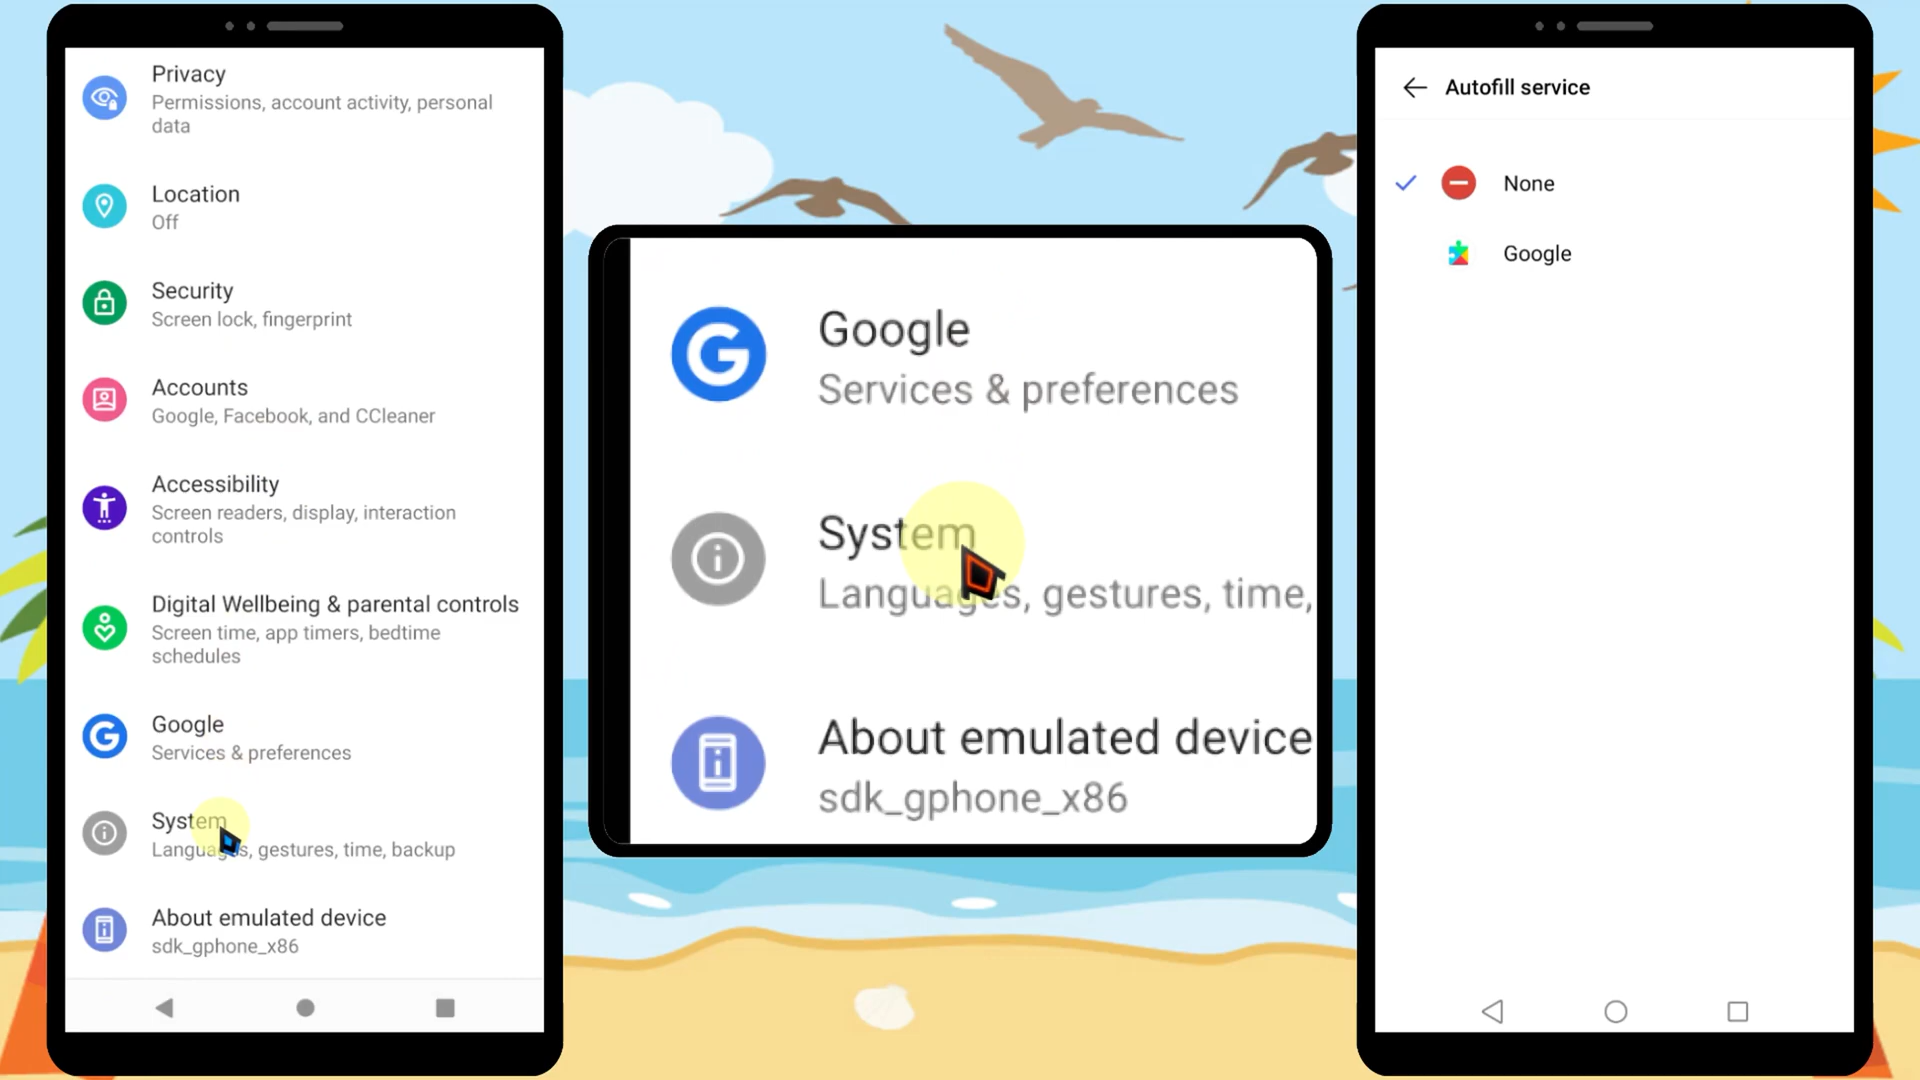 Privacy
Permissions, account activity, personal
data
Location
Off
Security
Screen lock, fingerprint
Accounts
Google, Facebook, and CCleaner
Accessibility
Screen readers, display, interaction
controls
Digital Wellbeing & parental controls
Screen time, app timers, bedtime
schedules
Google
Services & preferences
System
Languages, gestures, time, backup
About emulated device
sdk_gphone_x86
Google
Services & preferences
System
Languages, gestures, time,
About emulated device
sdk_gphone_x86
Autofill service
None
Google